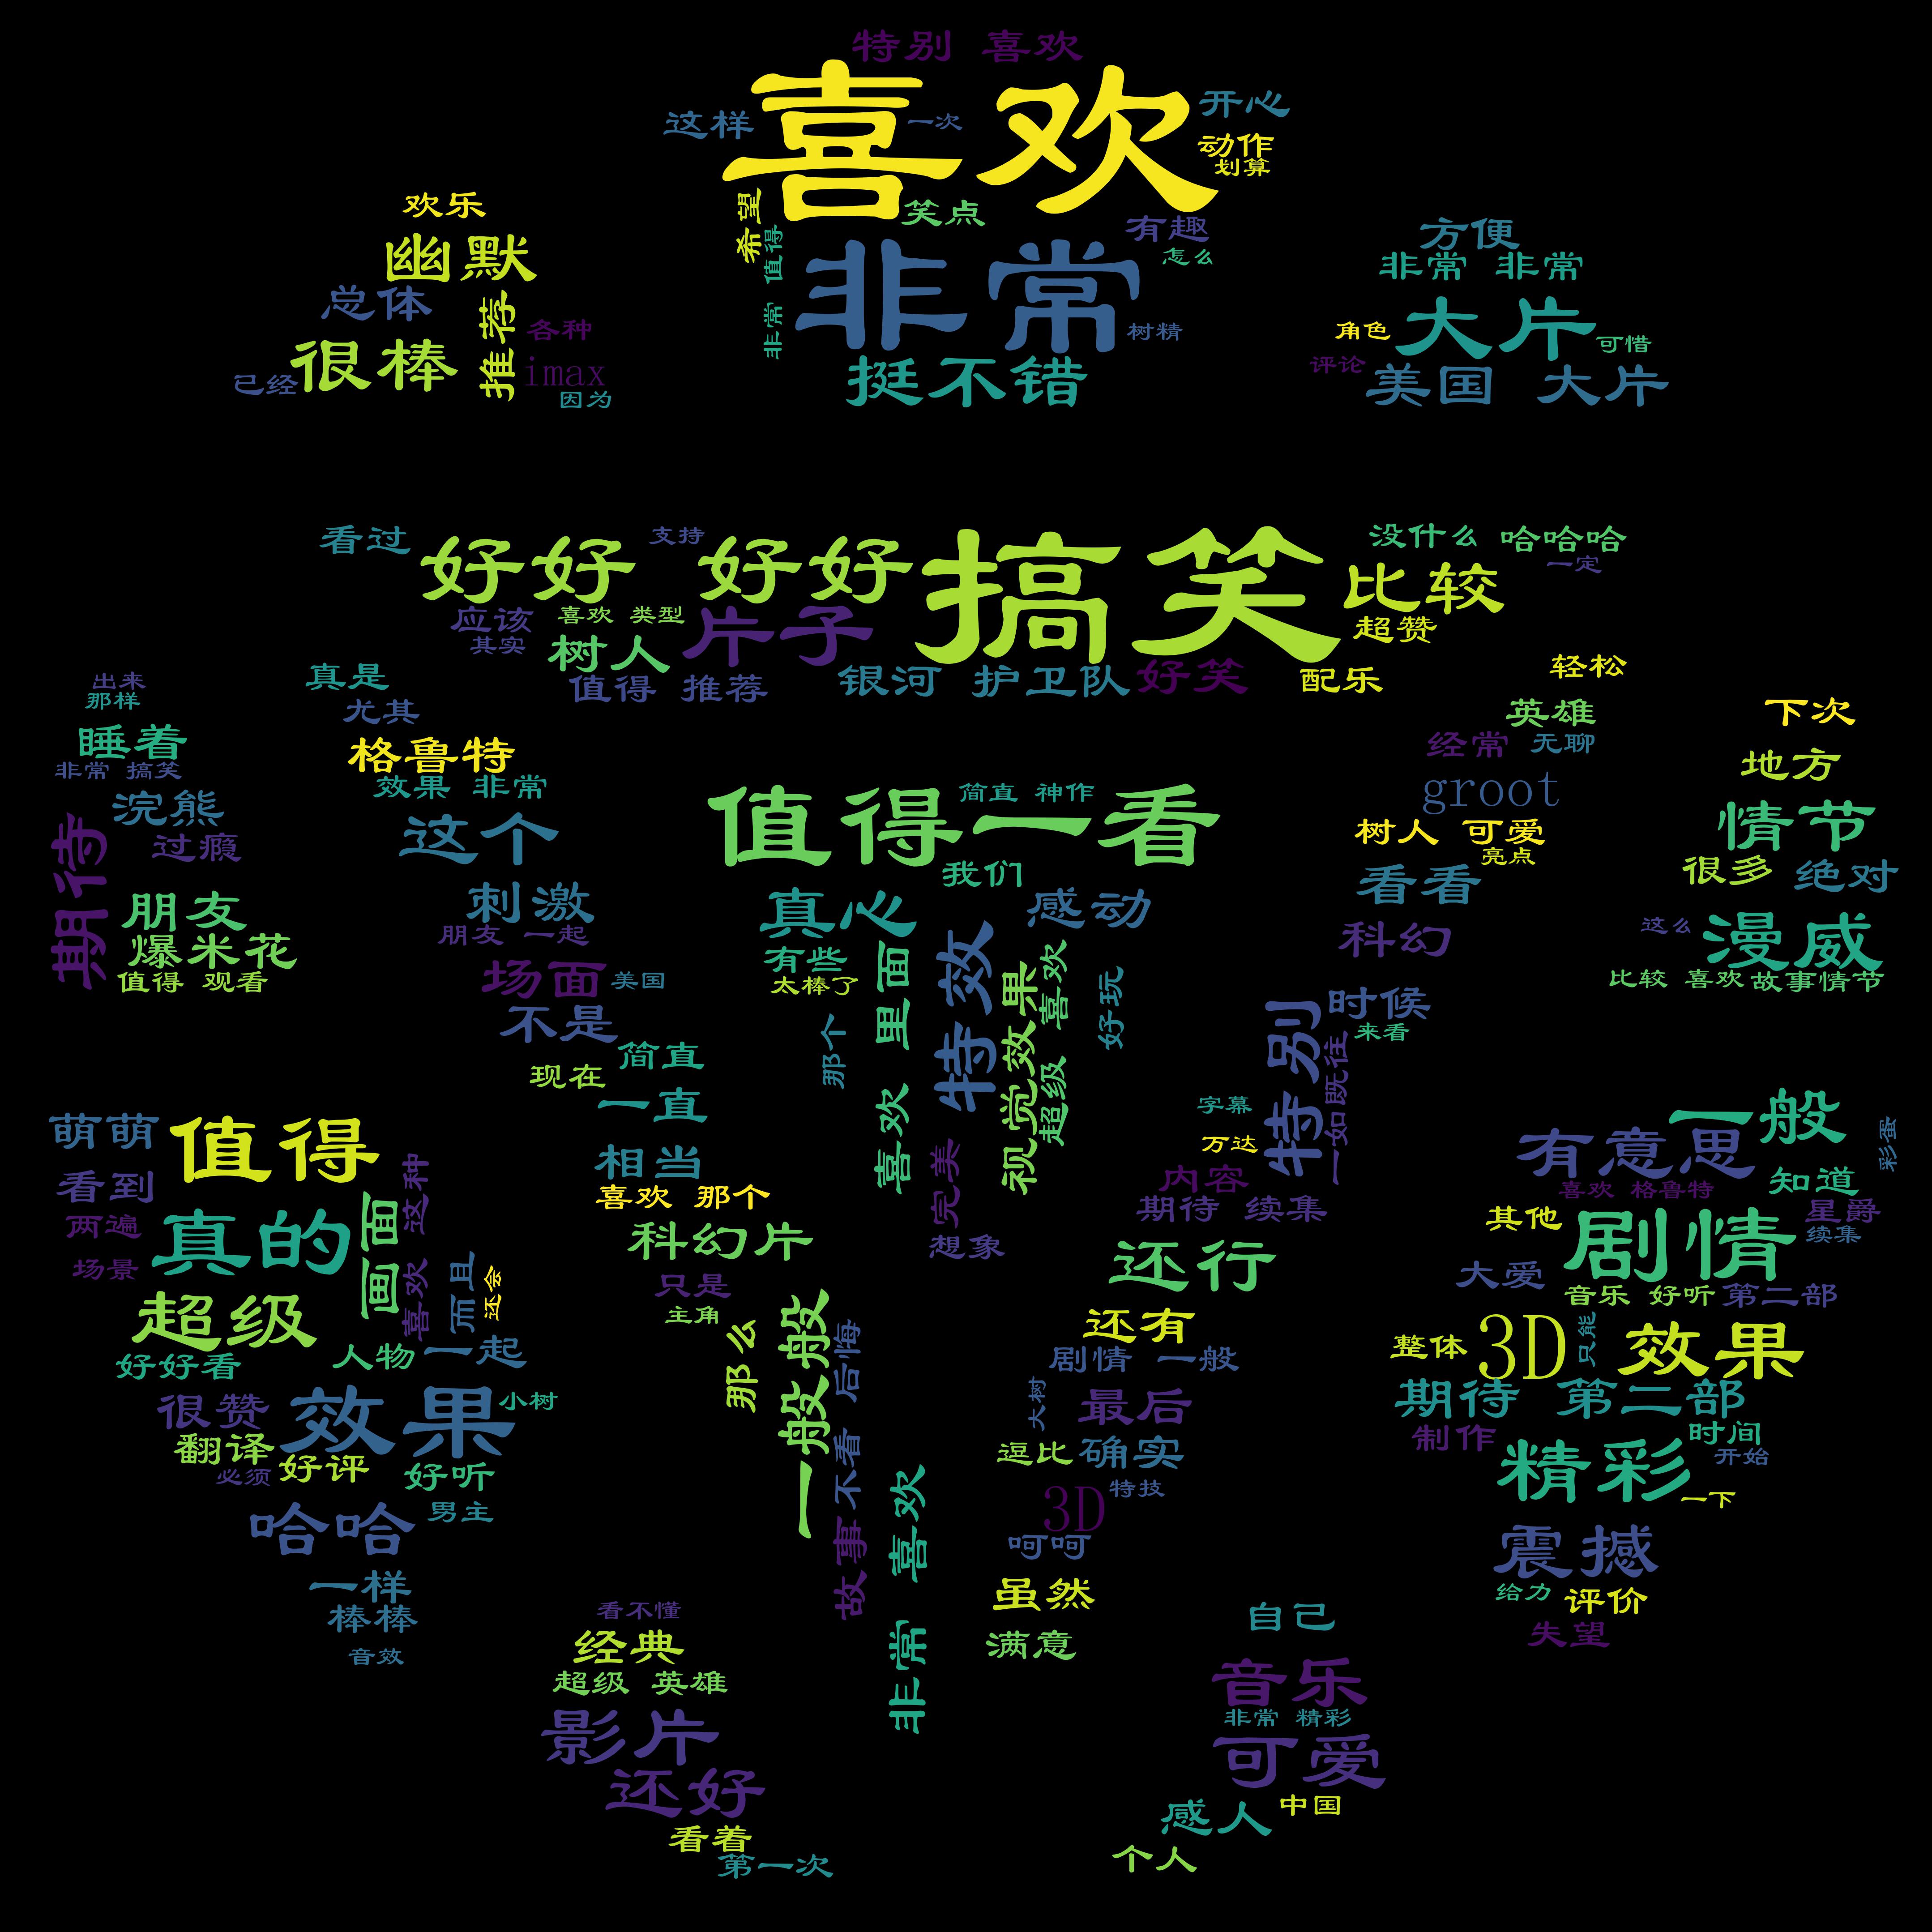 特别 喜欢
喜欢
这样
一次
开心
动作
划算
希望
笑点
有趣
怎么
非常 值得
非常
树精
挺不错
欢乐
幽默
总体
推荐
各种
很棒
imax
已经
因为
方便
非常 非常
大片
角色
可惜
评论
美国 大片
看过
好好 好好
支持
搞笑
没什么
哈哈哈
一定
比较
超赞
应该
其实
喜欢 类型
树人
片子
值得 推荐
银河 护卫队
好笑
配乐
轻松
出来
那样
睡着
非常 搞笑
浣熊
过瘾
期待
朋友
爆米花
值得 观看
真是
尤其
格鲁特
效果 非常
这个
刺激
朋友 一起
场面
美国
不是
简直
现在
一直
相当
喜欢 那个
科幻片
只是
主角
那么
一般般
不看 后悔
故事
值得一看
简直 神作
我们
真心
感动
有些
太棒了
那个
喜欢 里面
特效
视觉效果
超级 喜欢
好玩
完美
想象
非常 喜欢
英雄
经常
无聊
groot
树人 可爱
亮点
看看
科幻
时候
来看
特别
一如既往
字幕
万达
内容
期待 续集
还行
还有
剧情 一般
大树
最后
逗比
确实
3D
特技
呵呵
虽然
满意
下次
地方
情节
很多
绝对
这么
漫威
比较 喜欢
故事情节
萌萌
值得
看到
两遍
真的
场景
画面
喜欢 这种
而且
还会
超级
好好看
人物
一起
效果
小树
很赞
翻译
必须
好评
好听
男主
哈哈
一样
棒棒
音效
一般
彩蛋
有意思
知道
喜欢 格鲁特
其他
剧情
星爵
续集
大爱
音乐 好听
第二部
整体
3D 效果
只能
期待 第二部
制作
时间
精彩
开始
一下
震撼
给力
评价
失望
看不懂
经典
超级 英雄
影片
还好
看着
第一次
自己
音乐
非常 精彩
可爱
感人
中国
个人